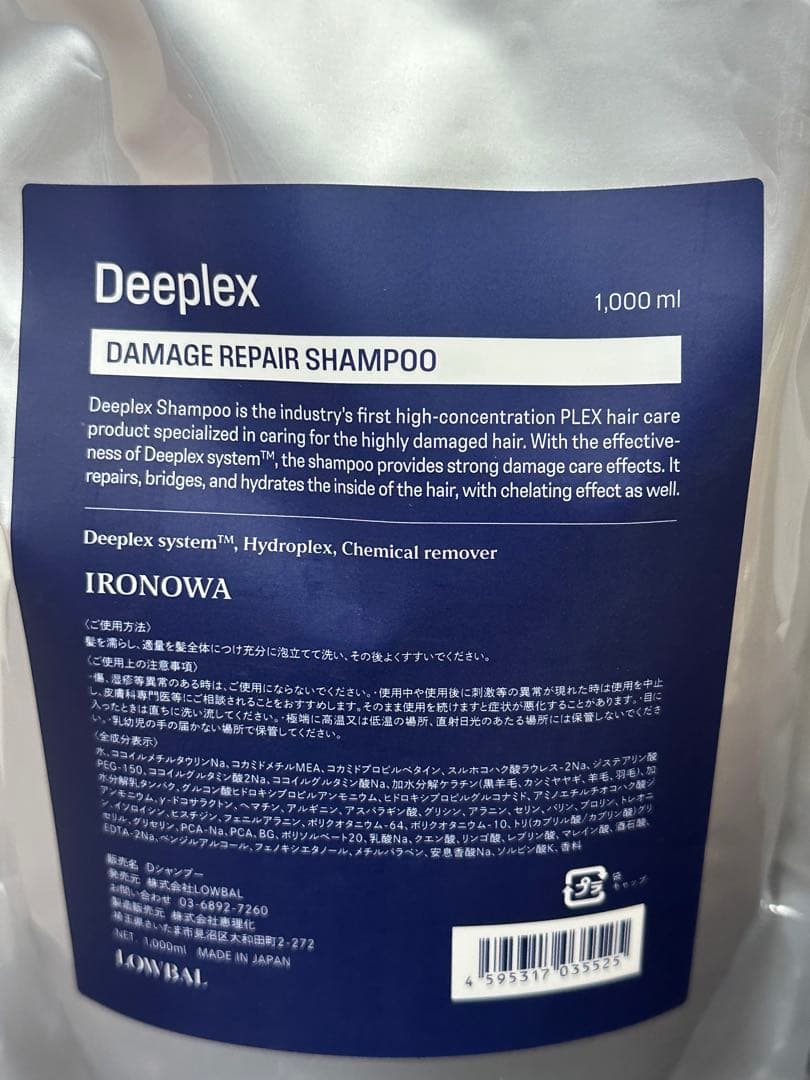 Deeplex
1,000 ml
DAMAGE REPAIR SHAMPOO
Deeplex Shampoo is the industry's first high-concentration PLEX hair care
product specialized in caring for the highly damaged hair. With the effective-
ness of Deeplex system™, the shampoo provides strong damage care effects. It
repairs, bridges, and hydrates the inside of the hair, with chelating effect as well.
Deeplex system™, Hydroplex, Chemical remover
IRONOWA
〈ご使用方法〉
髪を濡らし、適量を髪全体につけ充分に泡立てて洗い、その後よくすすいでください。
〈ご使用上の注意事項〉
・傷、湿疹等異常のある時は、ご使用にならないでください。・使用中や使用後に刺激等の異常が現れた時は使用を中止
し、皮膚科専門医等にご相談されることをおすすめします。そのまま使用を続けますと症状が悪化することがあります。・目に
入ったときは直ちに洗い流してください。・極端に高温又は低温の場所、直射日光のあたる場所には保管しないでくださ
い。・乳幼児の手の届かない場所で保管してください。
〈全成分表示〉
水、ココイルメチルタウリンNa、コカミドメチルMEA、コカミドプロピルベタイン、スルホコハク酸ラウレス-2Na、ジステアリン酸
PEG-150、ココイルグルタミン酸2Na、ココイルグルタミン酸Na、加水分解ケラチン(黒羊毛、カシミヤヤギ、羊毛、羽毛)、加
水分解乳タンパク、グルコン酸ヒドロキシプロピルアンモニウム、ヒドロキシプロピルグルコナミド、アミノエチルチオコハク酸ジ
アンモニウム、γ-ドコサラクトン、ヘマチン、アルギニン、アスパラギン酸、グリシン、アラニン、セリン、バリン、プロリン、トレオニ
ン、イソロイシン、ヒスチジン、フェニルアラニン、ポリクオタニウム-64、ポリクオタニウム-10、トリ(カプリル酸/カプリン酸)グリ
セリル、グリセリン、PCA-Na、PCA、BG、ポリソルベート20、乳酸Na、クエン酸、リンゴ酸、レブリン酸、マレイン酸、酒石酸、
EDTA-2Na、ベンジルアルコール、フェノキシエタノール、メチルパラベン、安息香酸Na、ソルビン酸K、香料
販売名 Dシャンプー
発売元 株式会社LOWBAL
お問い合わせ 03-6892-7260
製造販売元 株式会社恵理化
埼玉県さいたま市見沼区大和田町2-272
NET. 1,000ml MADE IN JAPAN
LOWBAL
プラ
袋
キャップ
4 595317 035525